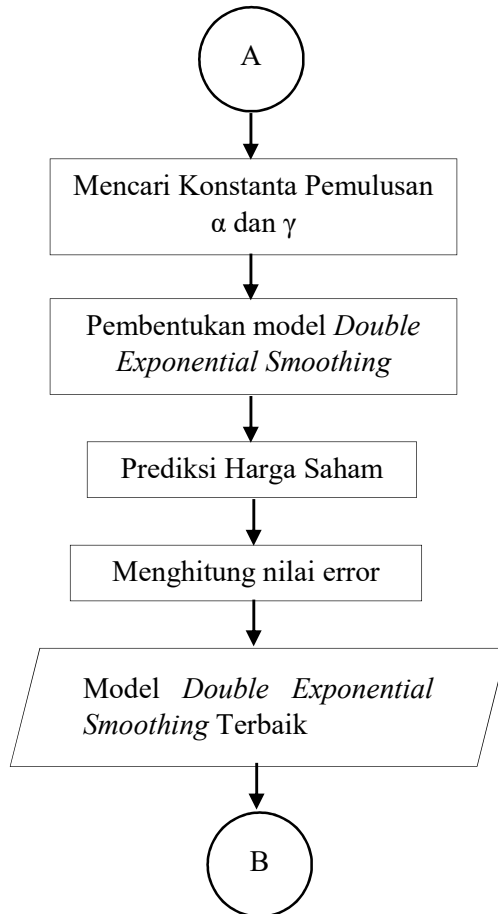 A
Mencari Konstanta Pemulusan
α dan γ
Pembentukan model Double
Exponential Smoothing
Prediksi Harga Saham
Menghitung nilai error
Model Double Exponential
Smoothing Terbaik
B